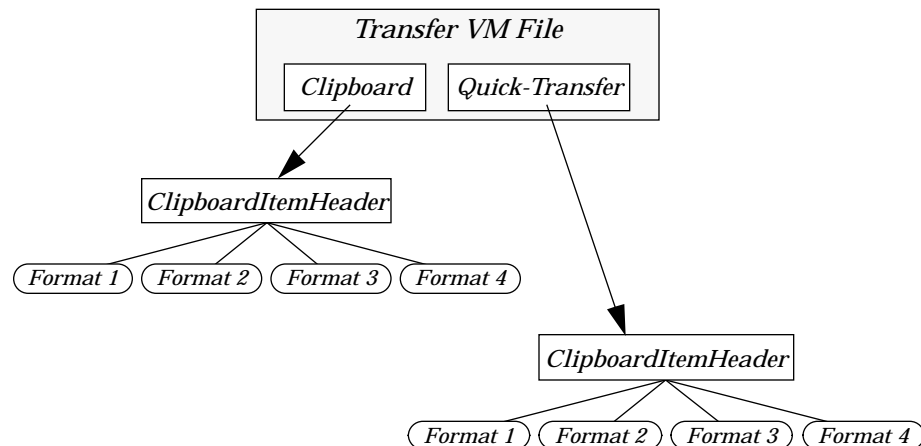 Transfer VM File
Clipboard
Quick-Transfer
ClipboardItemHeader
Format 1
Format 2
Format 3
Format 4
ClipboardItemHeader
Format 1
Format 2
Format 3
Format 4